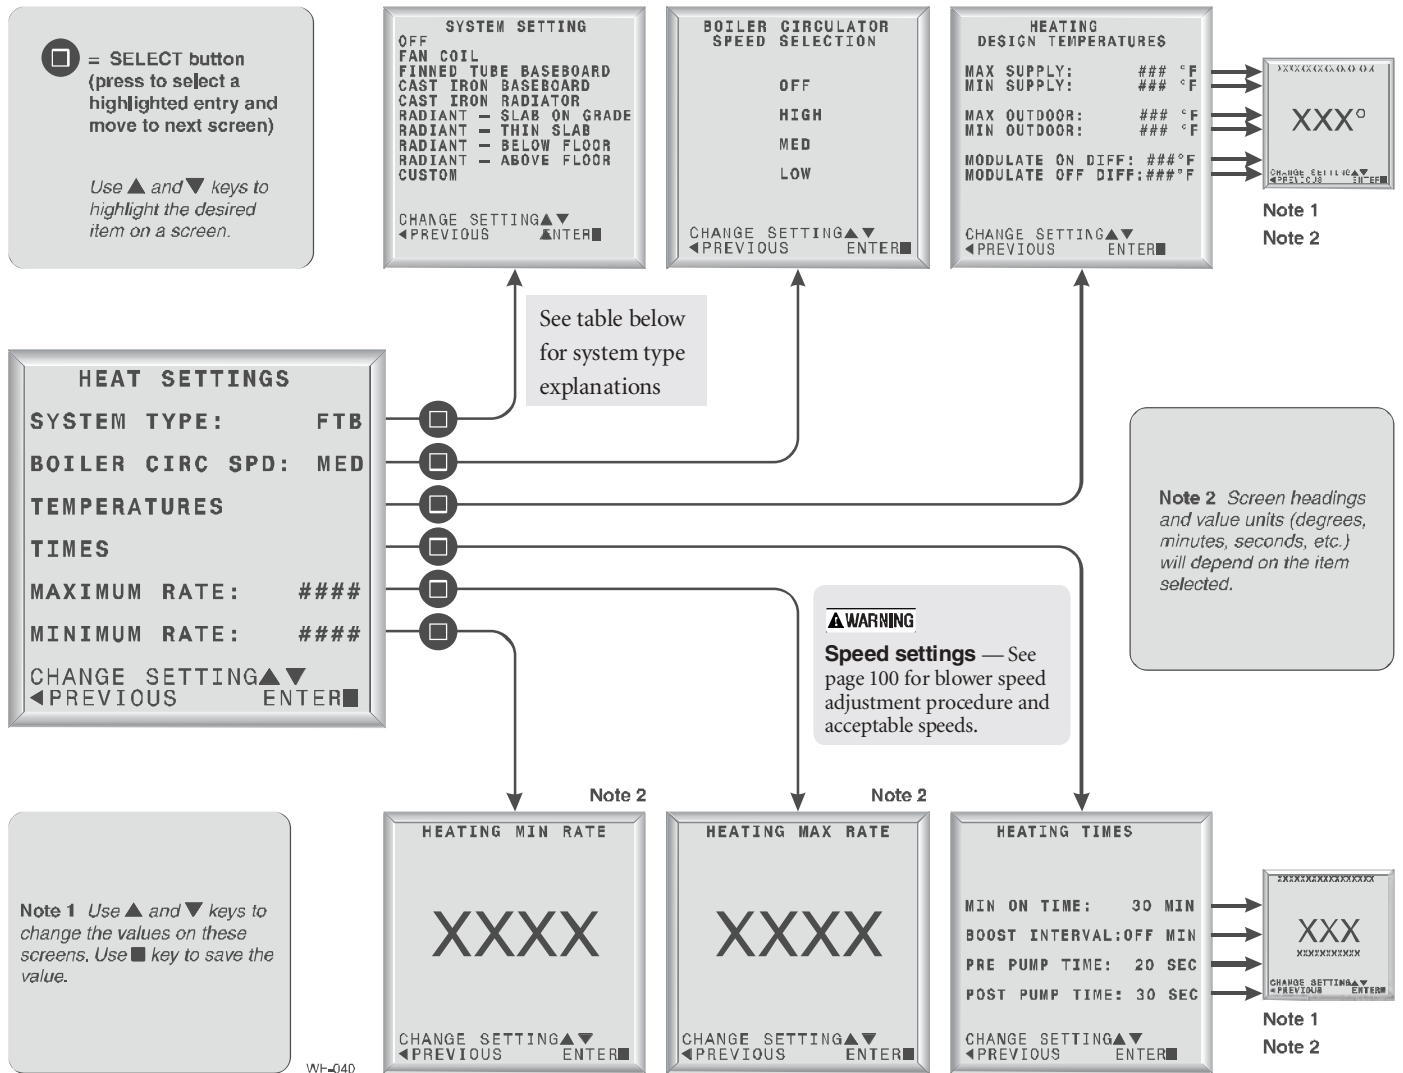 = SELECT button
(press to select a
highlighted entry and
move to next screen)
Use ▲ and ▼ keys to
highlight the desired
item on a screen.
SYSTEM SETTING
OFF
FAN COIL
FINNED TUBE BASEBOARD
CAST IRON BASEBOARD
CAST IRON RADIATOR
RADIANT – SLAB ON GRADE
RADIANT – THIN SLAB
RADIANT – BELOW FLOOR
RADIANT – ABOVE FLOOR
CUSTOM
CHANGE SETTING▲▼
◀PREVIOUS ▲NTER■
BOILER CIRCULATOR
SPEED SELECTION
OFF
HIGH
MED
LOW
CHANGE SETTING▲▼
◀PREVIOUS ENTER■
HEATING
DESIGN TEMPERATURES
MAX SUPPLY: ### °F
MIN SUPPLY: ### °F
MAX OUTDOOR: ### °F
MIN OUTDOOR: ### °F
MODULATE ON DIFF: ###°F
MODULATE OFF DIFF:###°F
CHANGE SETTING▲▼
◀PREVIOUS ENTER■
XXX°
CHANGE SETTING▲▼
◀PREVIOUS ENTER■
Note 1
Note 2
See table below
for system type
explanations
HEAT SETTINGS
SYSTEM TYPE: FTB
BOILER CIRC SPD: MED
TEMPERATURES
TIMES
MAXIMUM RATE: ####
MINIMUM RATE: ####
CHANGE SETTING▲▼
◀PREVIOUS ENTER■
Note 2 Screen headings
and value units (degrees,
minutes, seconds, etc.)
will depend on the item
selected.
WARNING
Speed settings — See
page 100 for blower speed
adjustment procedure and
acceptable speeds.
Note 1 Use ▲ and ▼ keys to
change the values on these
screens. Use ■ key to save the
value.
Note 2
HEATING MIN RATE
XXXX
CHANGE SETTING▲▼
◀PREVIOUS ENTER■
Note 2
HEATING MAX RATE
XXXX
CHANGE SETTING▲▼
◀PREVIOUS ENTER■
HEATING TIMES
MIN ON TIME: 30 MIN
BOOST INTERVAL:OFF MIN
PRE PUMP TIME: 20 SEC
POST PUMP TIME: 30 SEC
CHANGE SETTING▲▼
◀PREVIOUS ENTER■
XXX
CHANGE SETTING▲▼
◀PREVIOUS ENTER■
Note 1
Note 2